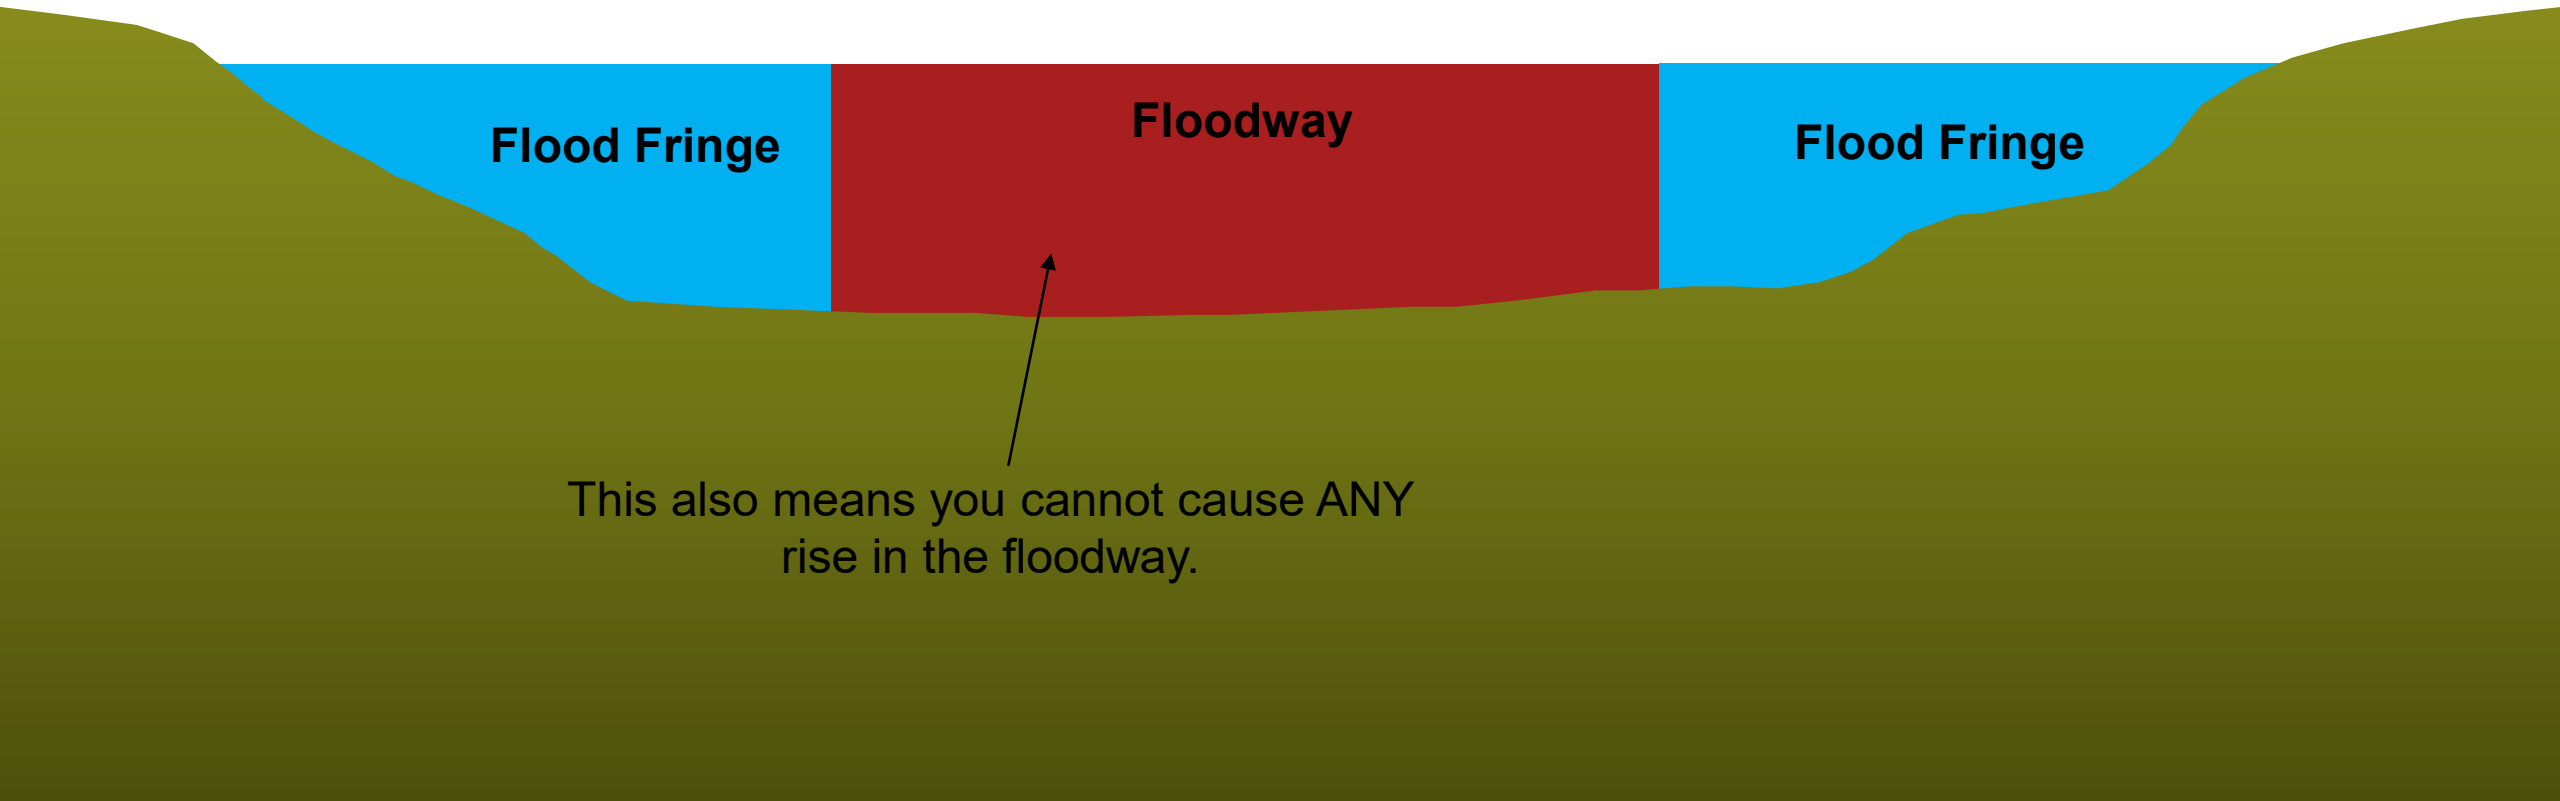 Flood Fringe
Floodway
Flood Fringe
This also means you cannot cause ANY
rise in the floodway.